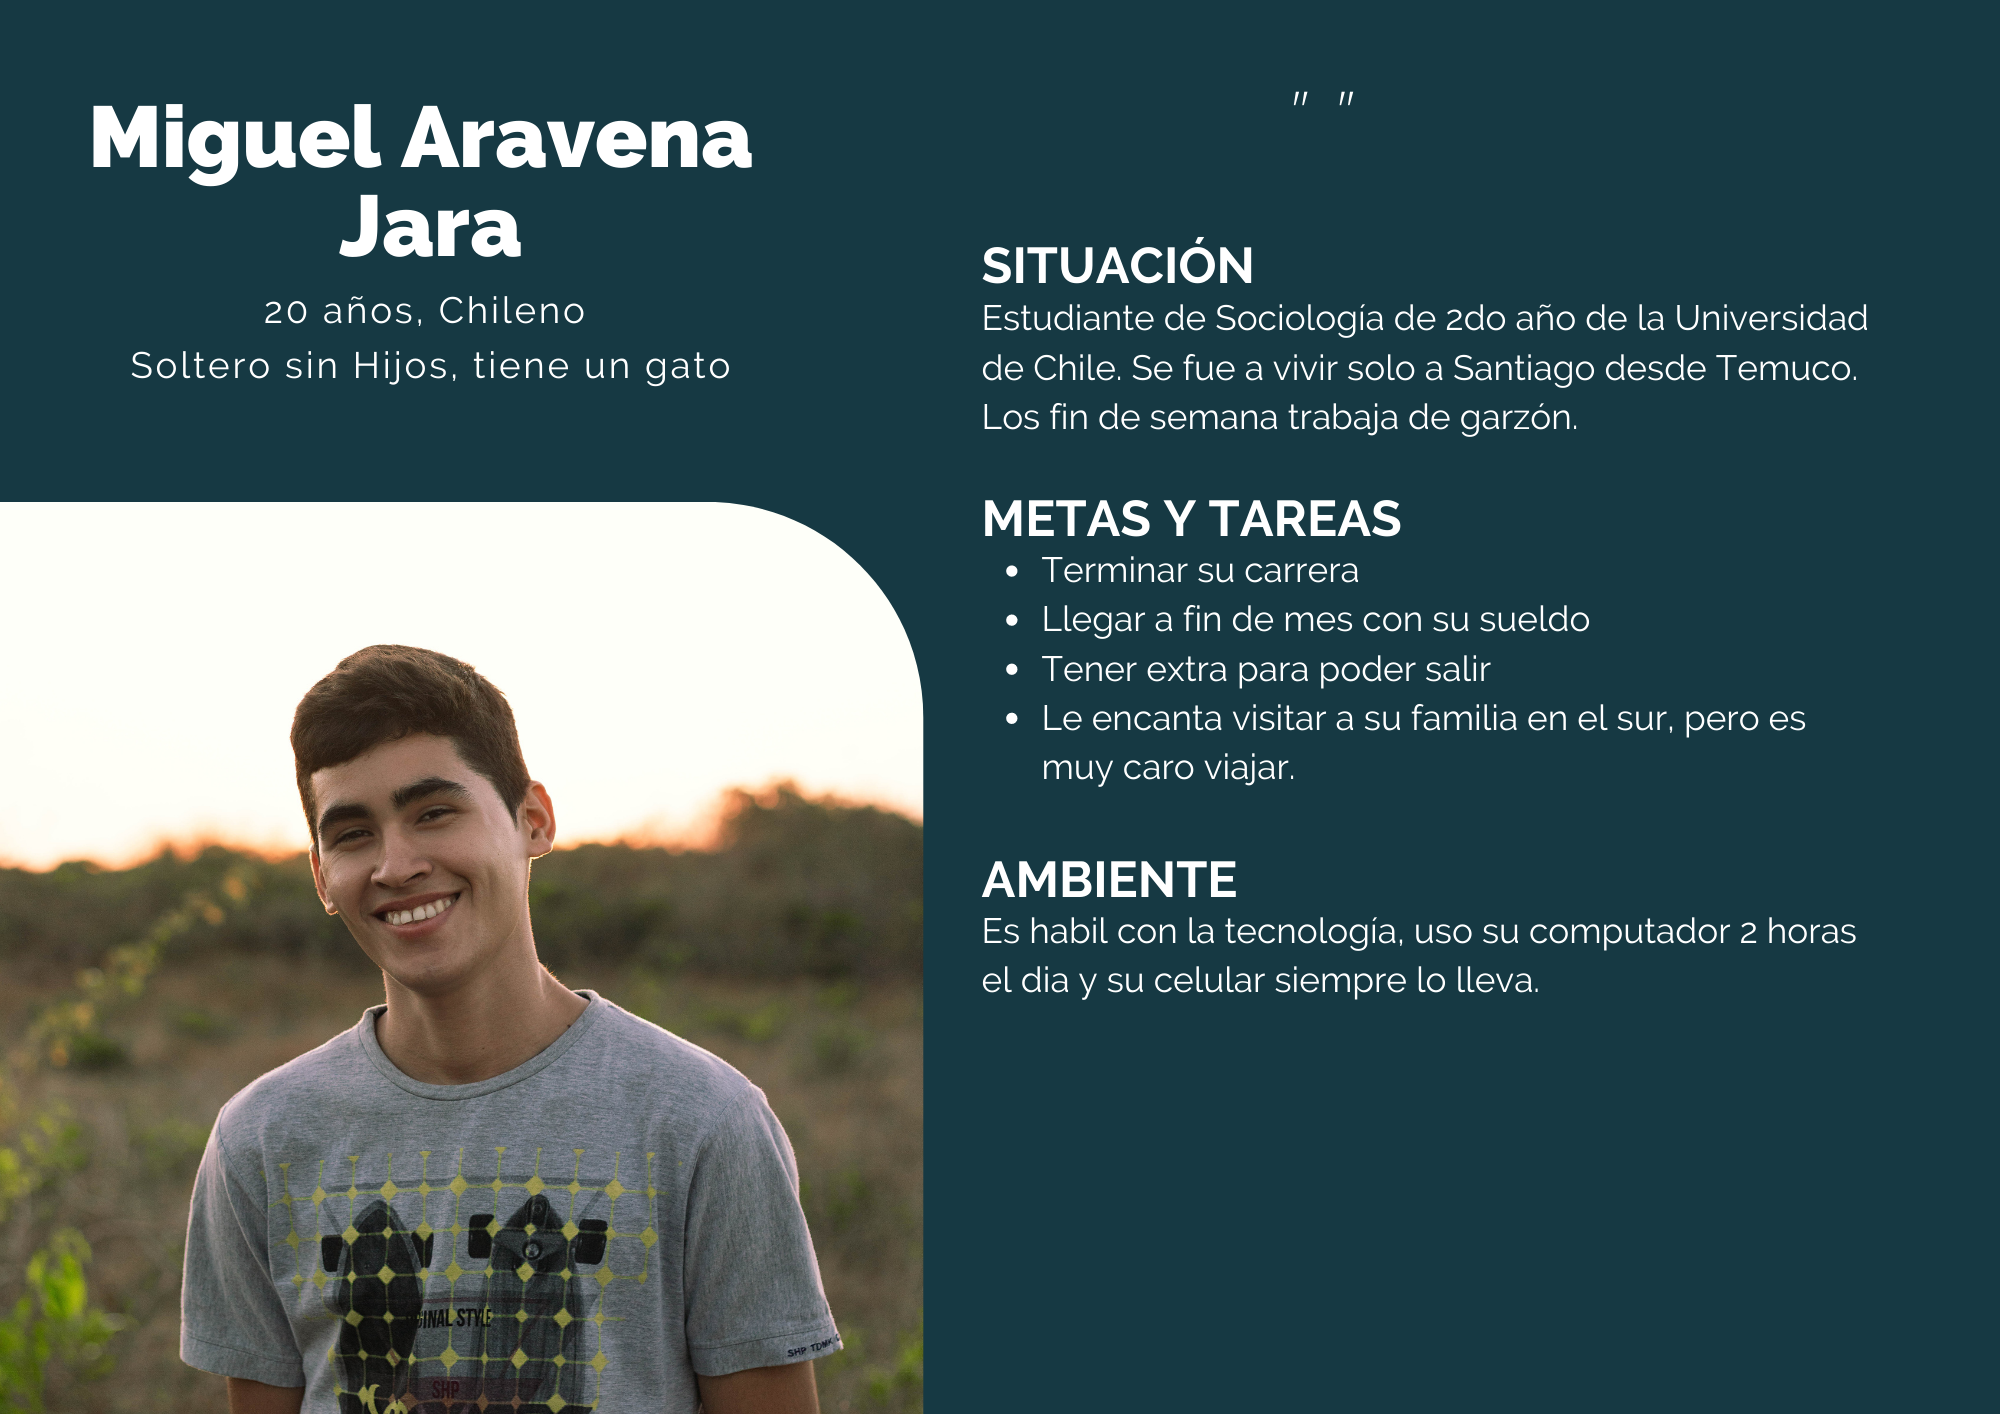 Miguel Aravena
Jara
20 años, Chileno
Soltero sin Hijos, tiene un gato
" "
SITUACIÓN
Estudiante de Sociología de 2do año de la Universidad
de Chile. Se fue a vivir solo a Santiago desde Temuco.
Los fin de semana trabaja de garzón.
METAS Y TAREAS
• Terminar su carrera
• Llegar a fin de mes con su sueldo
• Tener extra para poder salir
• Le encanta visitar a su familia en el sur, pero es
muy caro viajar.
AMBIENTE
Es habil con la tecnología, uso su computador 2 horas
el dia y su celular siempre lo lleva.
STYLE
SHP
SHP